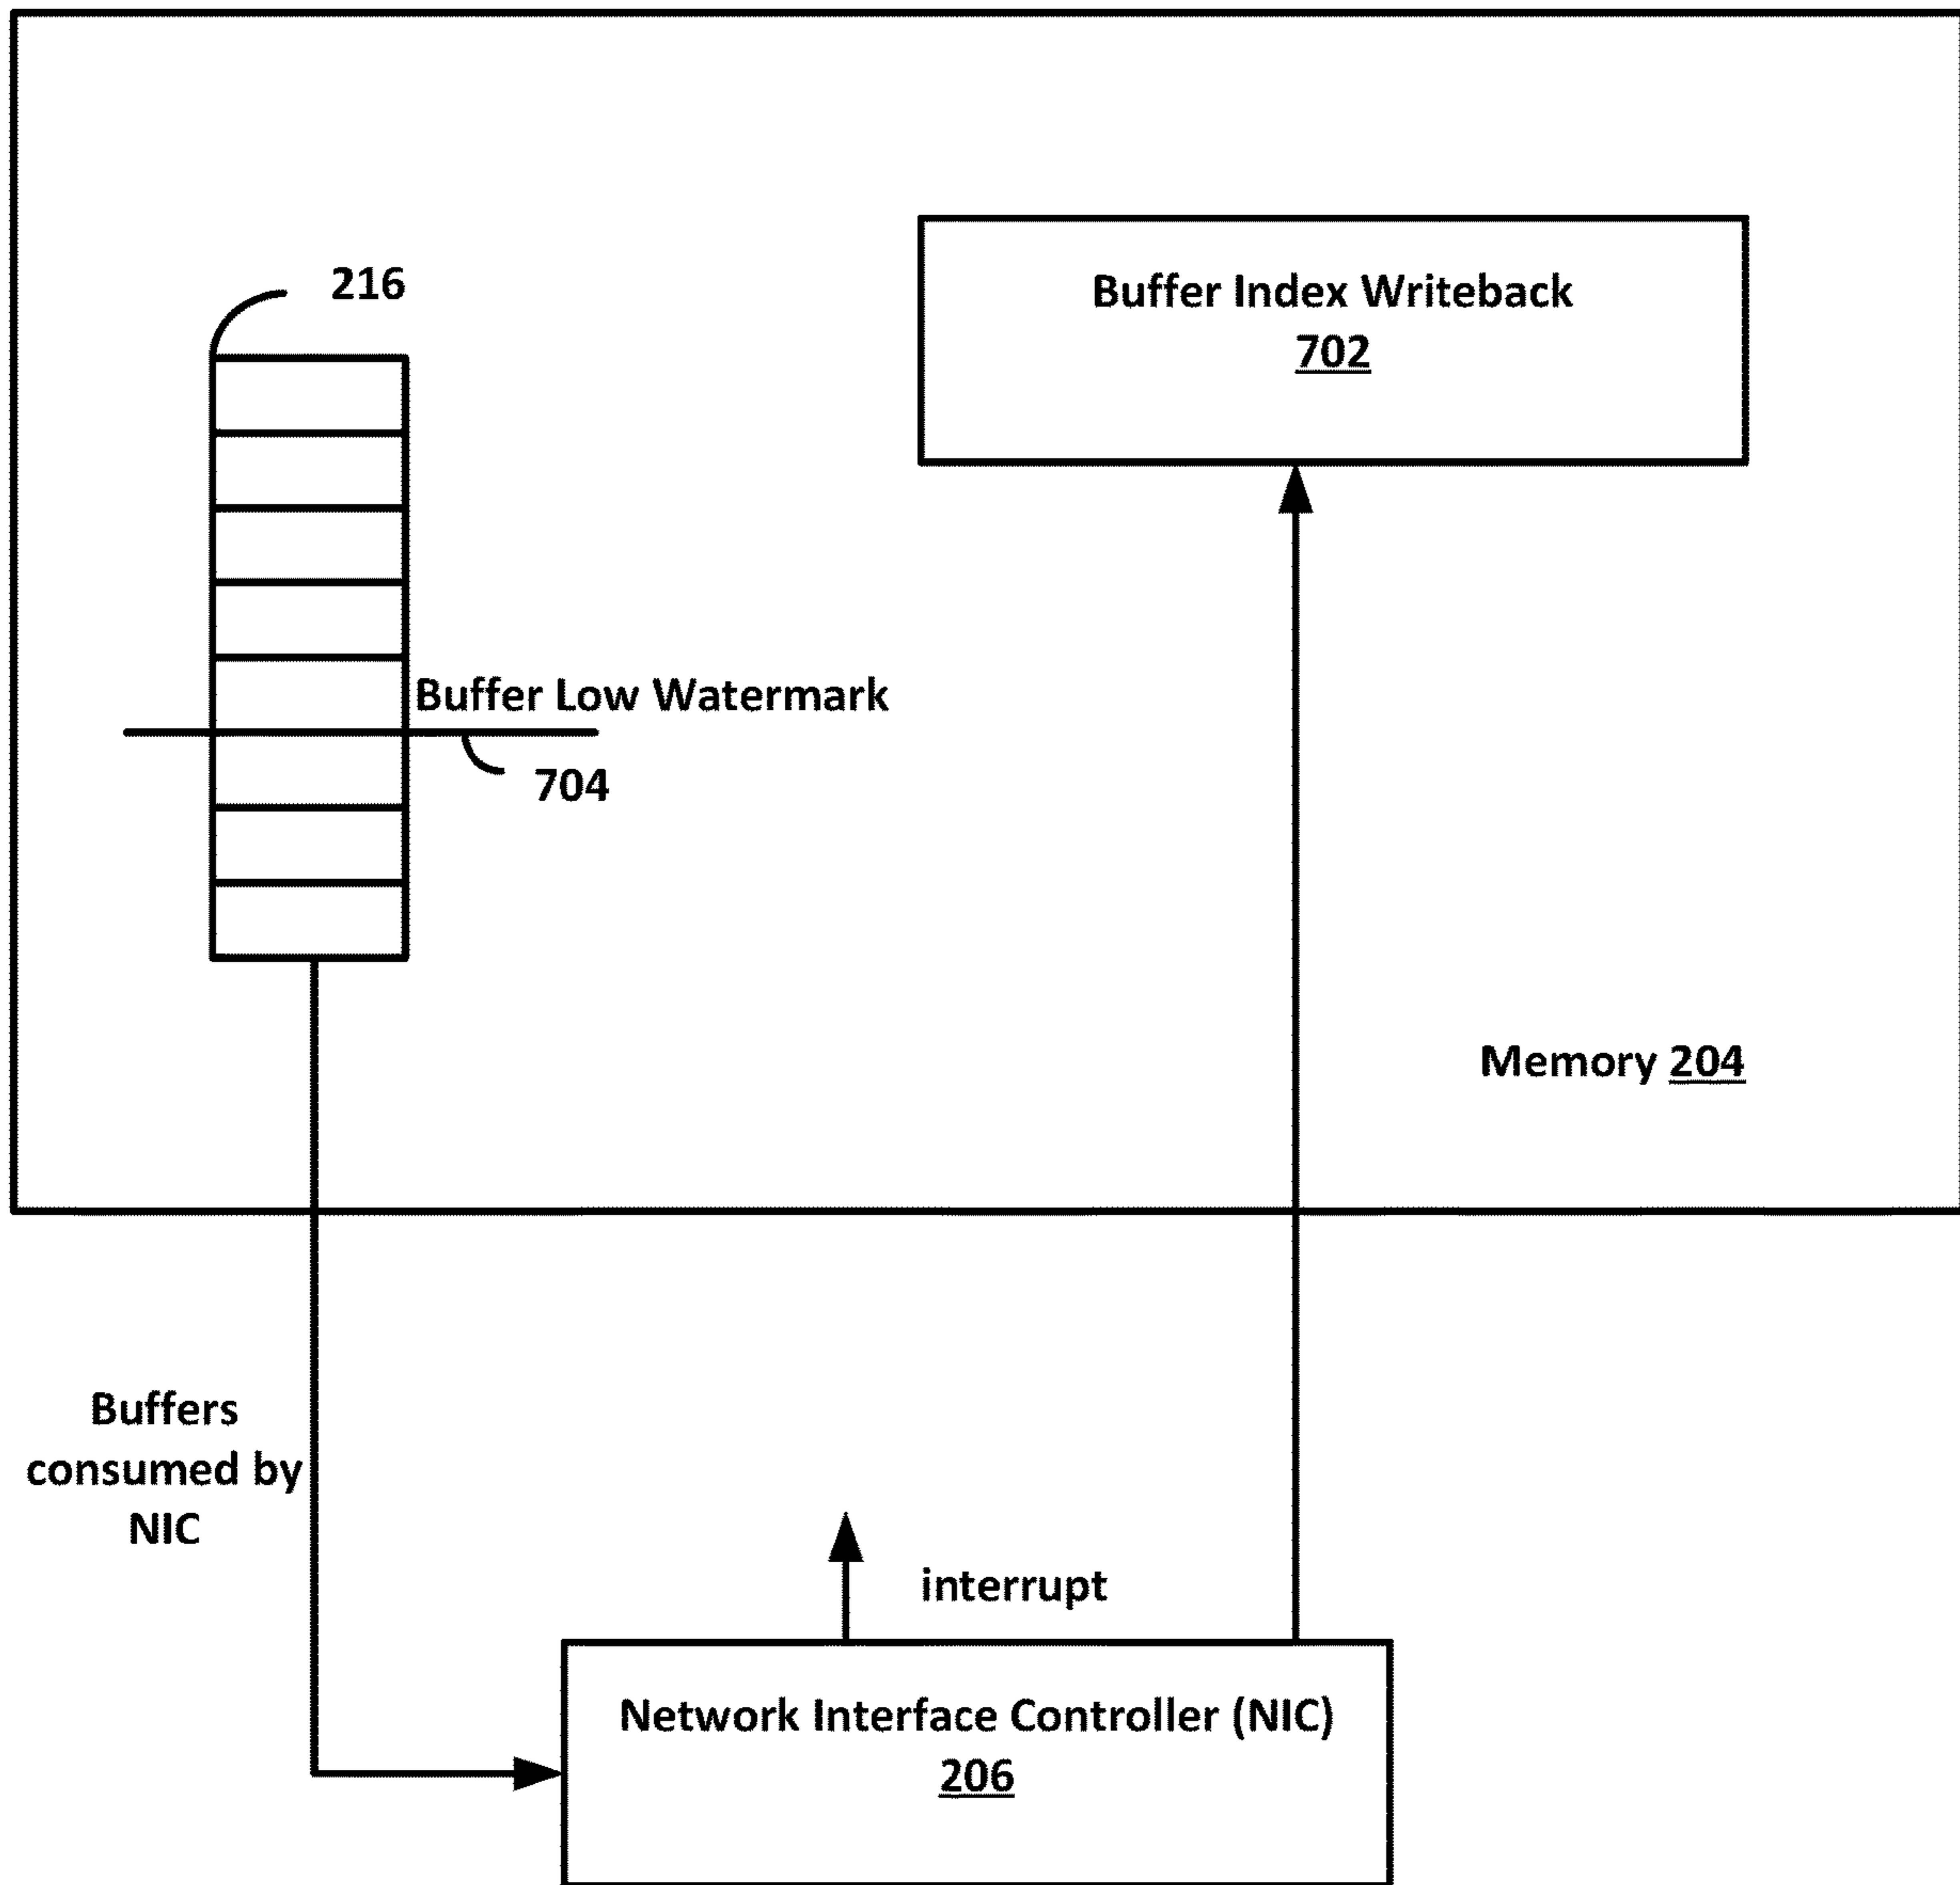 216
Buffer Index Writeback
702
Buffer Low Watermark
704
Memory 204
Buffers
consumed by
NIC
interrupt
Network Interface Controller (NIC)
206